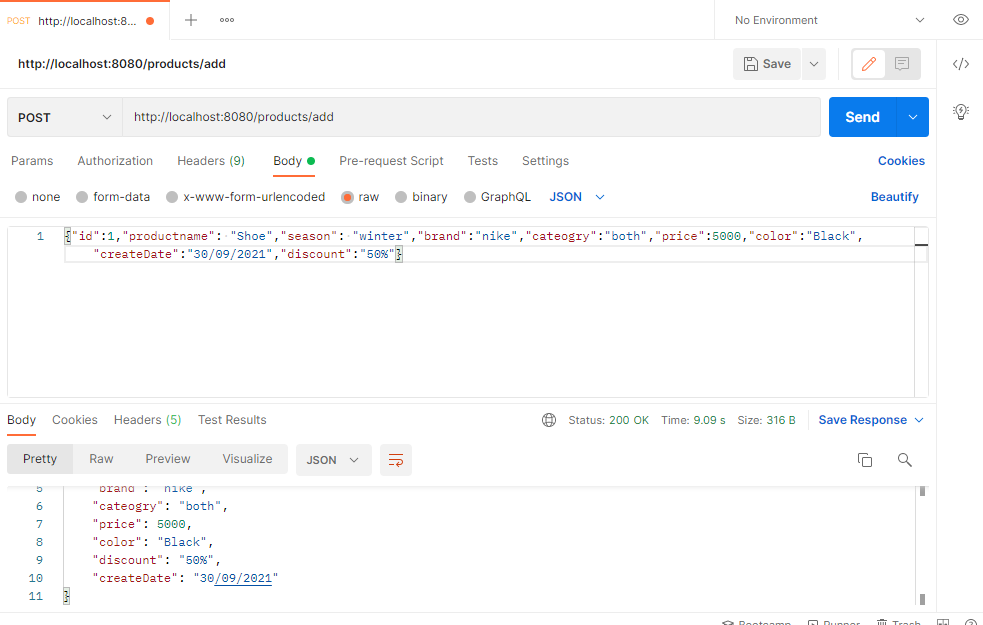 POST http://localhost:8... No Environment
http://localhost:8080/products/add Save
POST http://localhost:8080/products/add Send
Params Authorization Headers (9) Body Pre-request Script Tests Settings Cookies
none form-data x-www-form-urlencoded raw binary GraphQL JSON Beautify
1 {"id":1,"productname": "Shoe","season": "winter","brand":"nike","cateogry":"both","price":5000,"color":"Black",
"createDate":"30/09/2021","discount":"50%"}
Body Cookies Headers (5) Test Results Status: 200 OK Time: 9.09 s Size: 316 B Save Response
Pretty Raw Preview Visualize JSON
5 "brand": "nike",
6 "cateogry": "both",
7 "price": 5000,
8 "color": "Black",
9 "discount": "50%",
10 "createDate": "30/09/2021"
11 }
Bootcamp Runner Trash